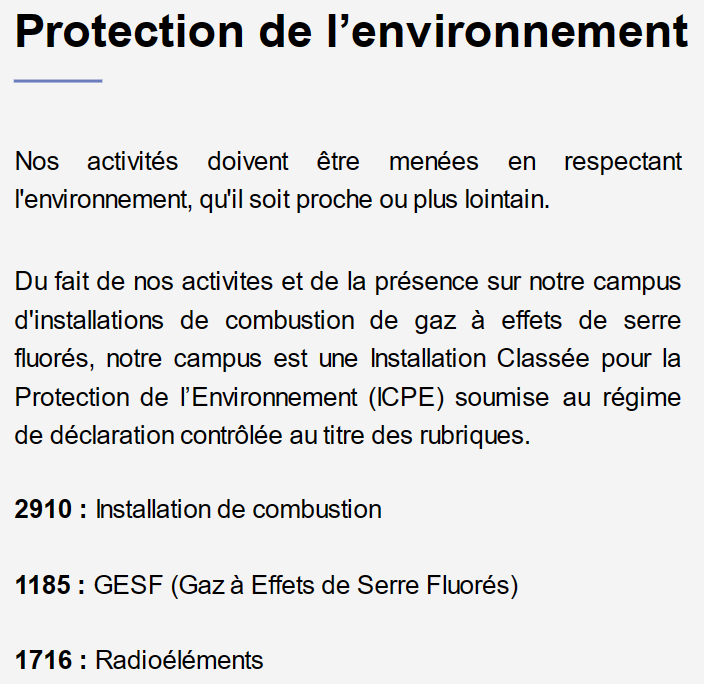 Protection de l’environnement
Nos activités doivent être menées en respectant
l'environnement, qu'il soit proche ou plus lointain.
Du fait de nos activites et de la présence sur notre campus
d'installations de combustion de gaz à effets de serre
fluorés, notre campus est une Installation Classée pour la
Protection de l’Environnement (ICPE) soumise au régime
de déclaration contrôlée au titre des rubriques.
2910 : Installation de combustion
1185 : GESF (Gaz à Effets de Serre Fluorés)
1716 : Radioéléments